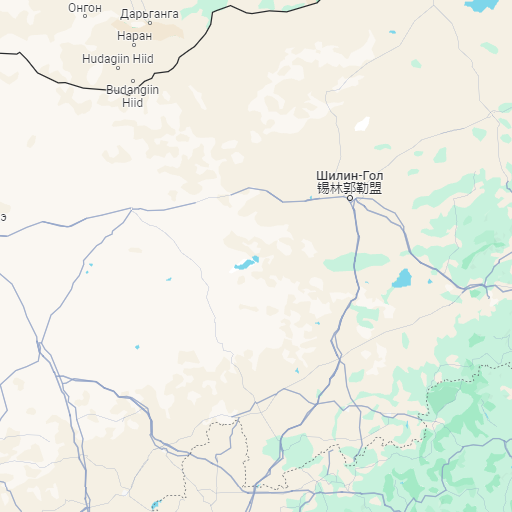 Онгон
Дарьганга
Наран
Hudagiin Hiid
Budangiin
Hiid
Шилин-Гол
锡林郭勒盟
э